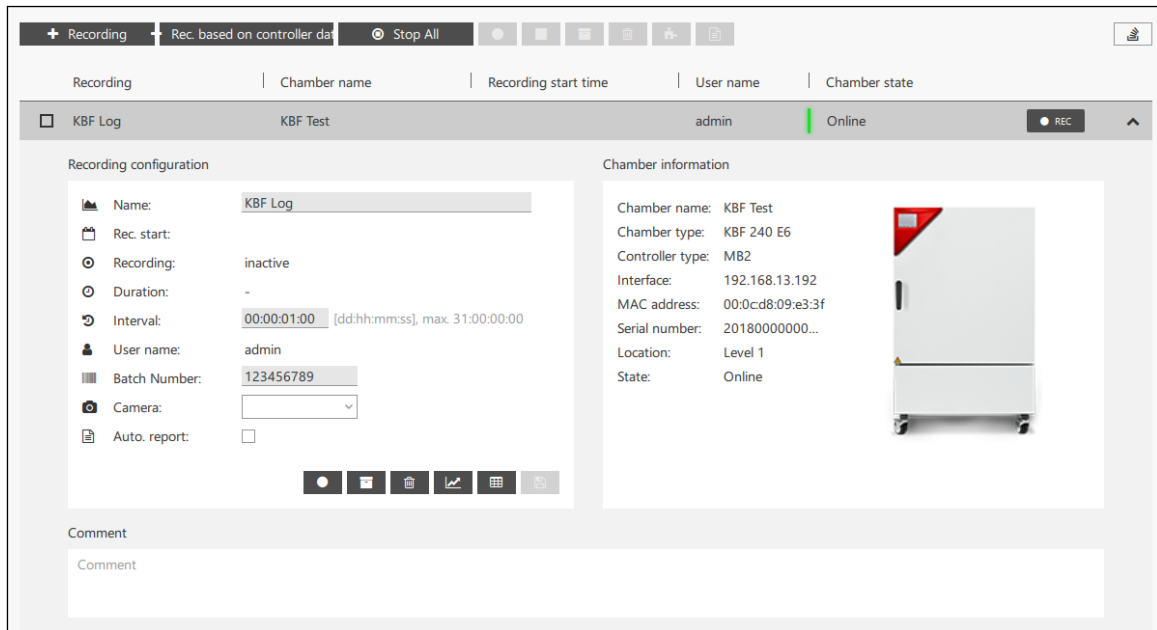 Recording Rec. based on controller dat Stop All
Recording Chamber name Recording start time User name Chamber state
KBF Log KBF Test admin Online REC
Recording configuration
Name: KBF Log
Rec. start:
Recording: inactive
Duration: -
Interval: 00:00:01:00 [dd:hh:mm:ss], max. 31:00:00:00
User name: admin
Batch Number: 123456789
Camera:
Auto. report:
Chamber information
Chamber name: KBF Test
Chamber type: KBF 240 E6
Controller type: MB2
Interface: 192.168.13.192
MAC address: 00:0c:d8:09:e3:3f
Serial number: 20180000000...
Location: Level 1
State: Online
Comment
Comment